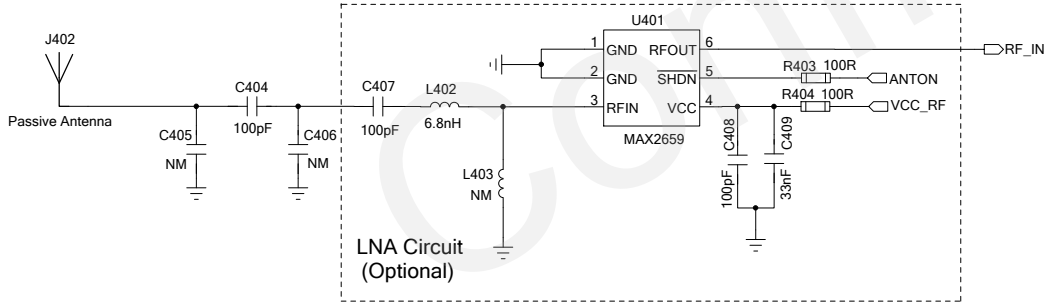 J402
Passive Antenna
C404
100pF
C405
NM
C406
NM
C407
100pF
L402
6.8nH
L403
NM
U401
1 GND RFOUT 6
2 GND SHDN 5
3 RFIN VCC 4
MAX2659
RF_IN
R403 100R
ANTON
R404 100R
VCC_RF
C408
100pF
C409
33nF
LNA Circuit
(Optional)